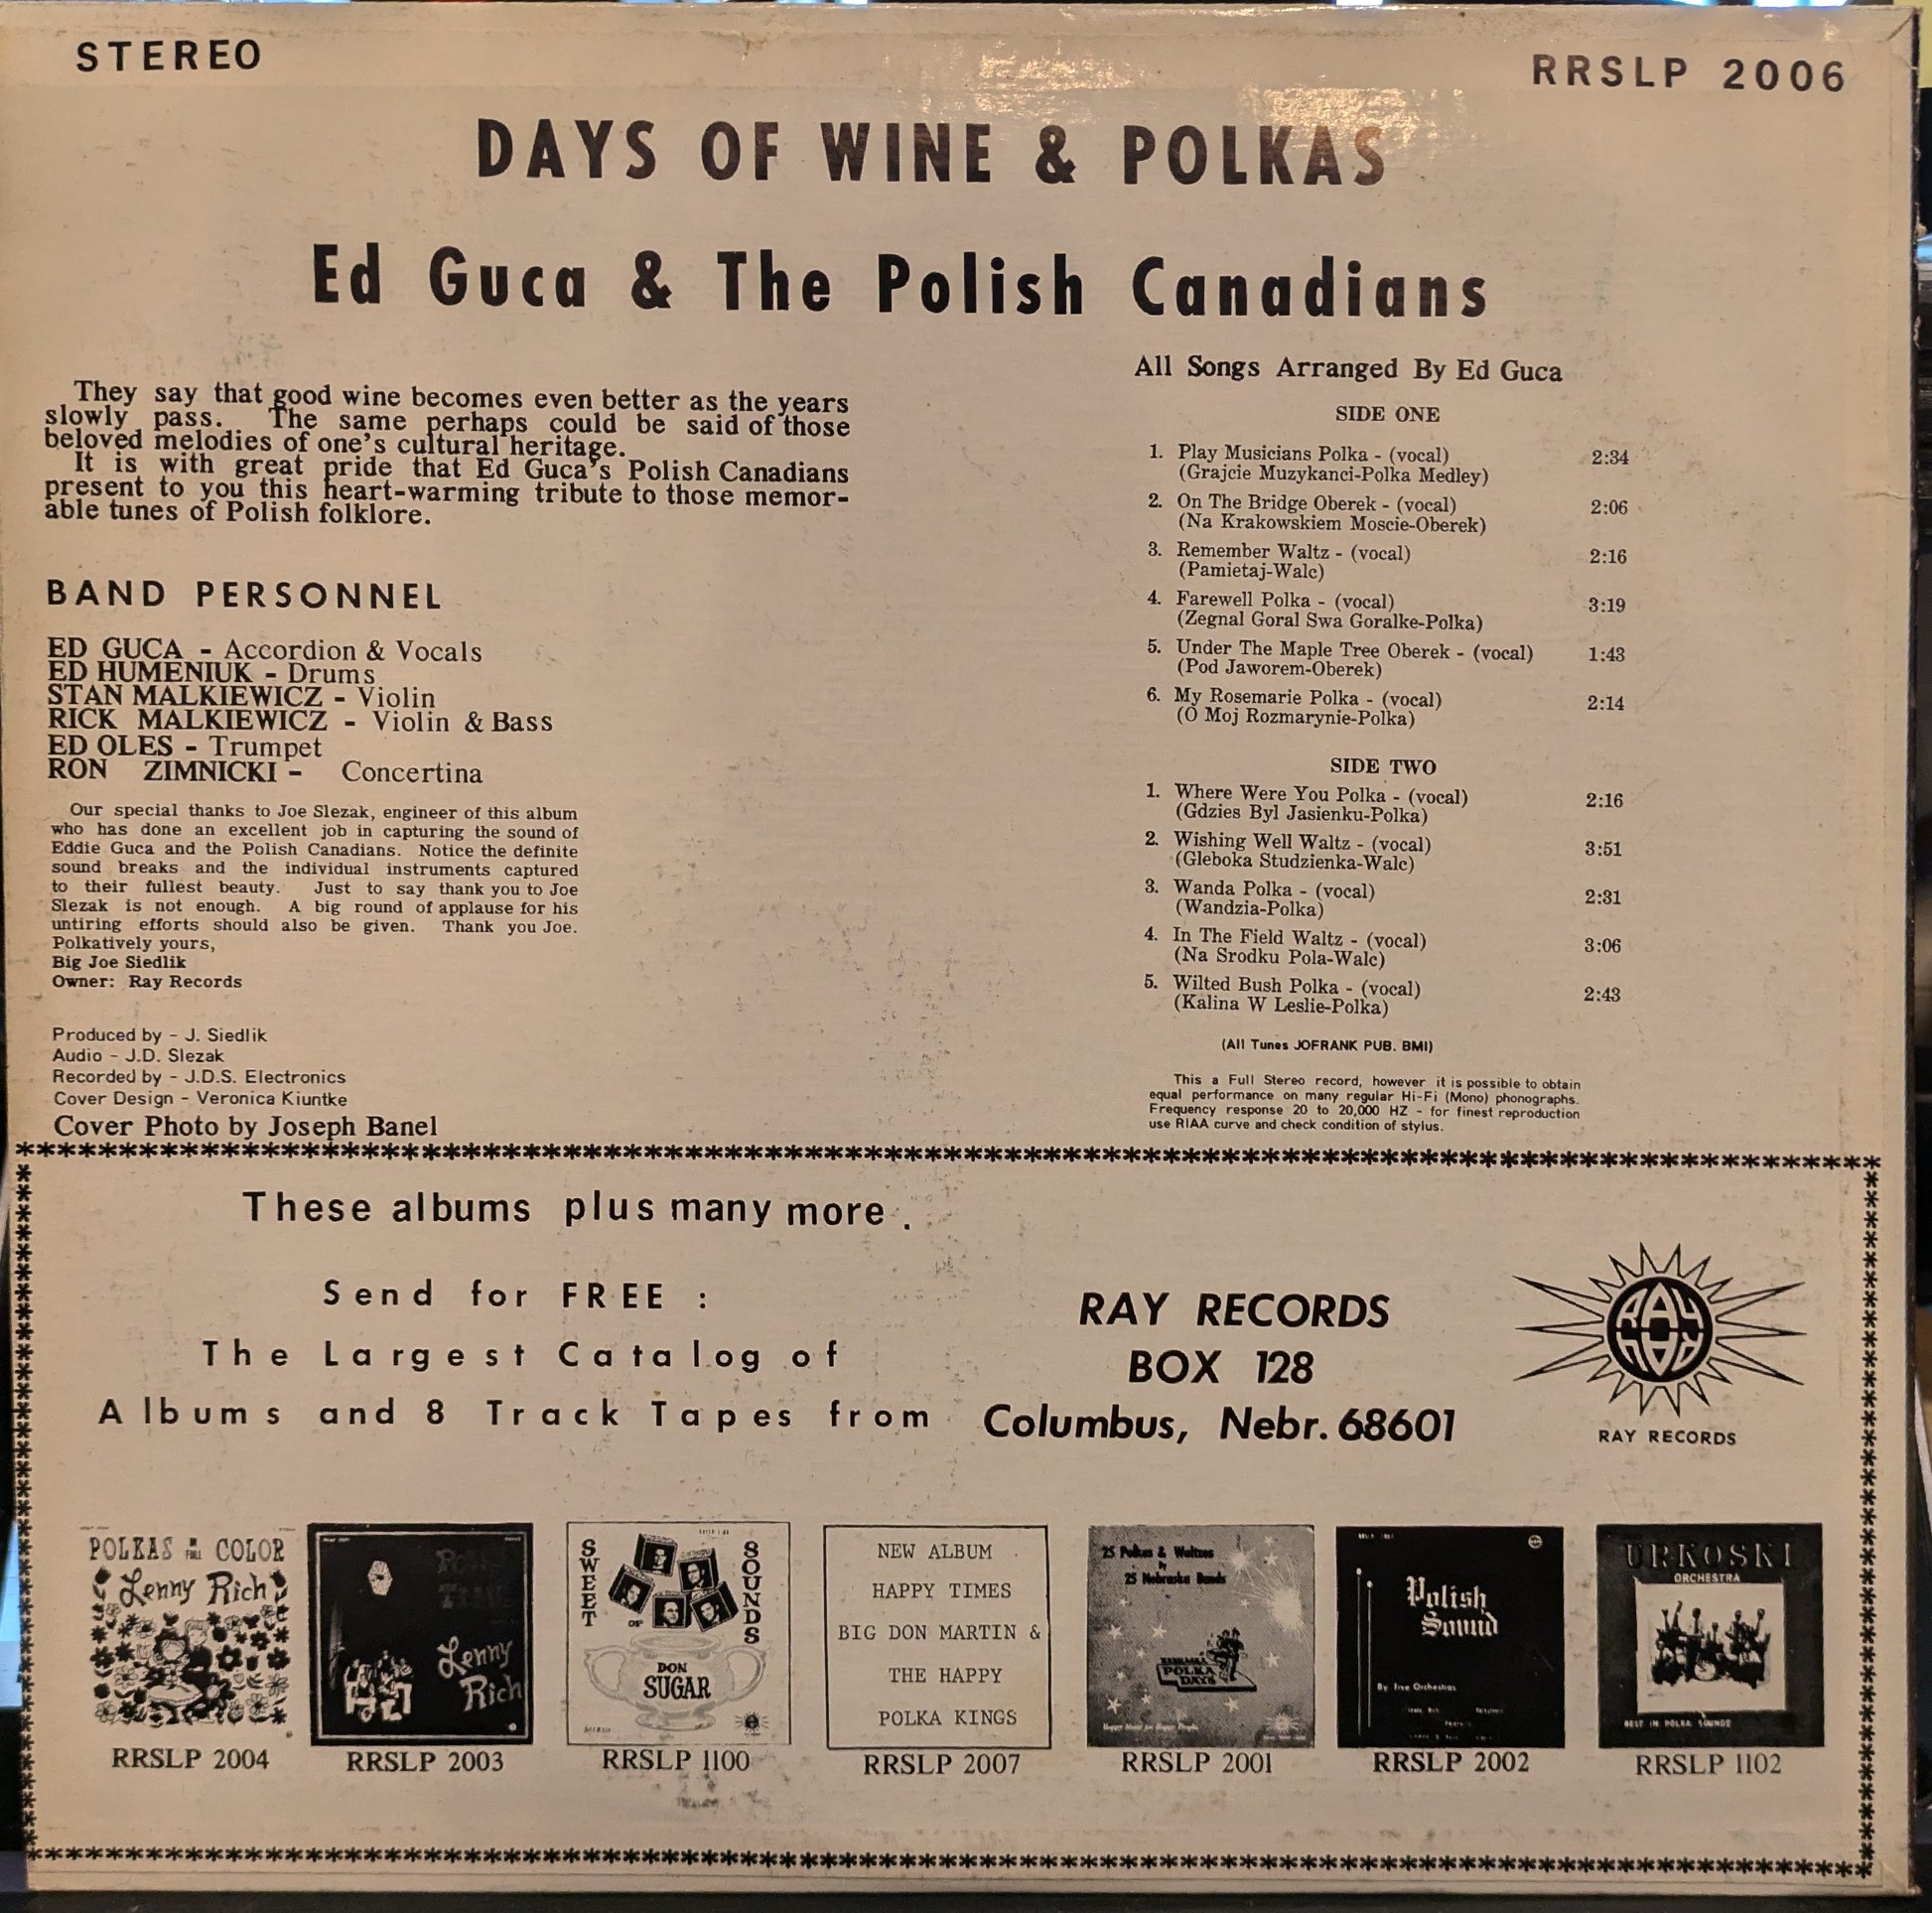 STEREO
RRSLP 2006
DAYS OF WINE & POLKAS
Ed Guca & The Polish Canadians
They say that good wine becomes even better as the years
slowly pass. The same perhaps could be said of those
beloved melodies of one's cultural heritage.
It is with great pride that Ed Guca's Polish Canadians
present to you this heart-warming tribute to those memor-
able tunes of Polish folklore.
BAND PERSONNEL
ED GUCA - Accordion & Vocals
ED HUMENIUK - Drums
STAN MALKIEWICZ - Violin
RICK MALKIEWICZ - Violin & Bass
ED OLES - Trumpet
RON ZIMNICKI - Concertina
Our special thanks to Joe Slezak, engineer of this album
who has done an excellent job in capturing the sound of
Eddie Guca and the Polish Canadians. Notice the definite
sound breaks and the individual instruments captured
to their fullest beauty. Just to say thank you to Joe
Slezak is not enough. A big round of applause for his
untiring efforts should also be given. Thank you Joe.
Polkatively yours,
Big Joe Siedlik
Owner: Ray Records
Produced by - J. Siedlik
Audio - J.D. Slezak
Recorded by - J.D.S. Electronics
Cover Design - Veronica Kiuntke
Cover Photo by Joseph Banel
All Songs Arranged By Ed Guca
SIDE ONE
1. Play Musicians Polka - (vocal) 2:34
(Grajcie Muzykanci-Polka Medley)
2. On The Bridge Oberek - (vocal) 2:06
(Na Krakowskiem Moscie-Oberek)
3. Remember Waltz - (vocal) 2:16
(Pamietaj-Walc)
4. Farewell Polka - (vocal) 3:19
(Zegnal Goral Swa Goralke-Polka)
5. Under The Maple Tree Oberek - (vocal) 1:43
(Pod Jaworem-Oberek)
6. My Rosemarie Polka - (vocal) 2:14
(O Moj Rozmarynie-Polka)
SIDE TWO
1. Where Were You Polka - (vocal) 2:16
(Gdzies Byl Jasienku-Polka)
2. Wishing Well Waltz - (vocal) 3:51
(Gleboka Studzienka-Walc)
3. Wanda Polka - (vocal) 2:31
(Wandzia-Polka)
4. In The Field Waltz - (vocal) 3:06
(Na Srodku Pola-Walc)
5. Wilted Bush Polka - (vocal) 2:43
(Kalina W Leslie-Polka)
(All Tunes JOFRANK PUB. BMI)
This a Full Stereo record, however it is possible to obtain
equal performance on many regular Hi-Fi (Mono) phonographs.
Frequency response 20 to 20,000 HZ - for finest reproduction
use RIAA curve and check condition of stylus.
These albums plus many more .
Send for FREE :
The Largest Catalog of
Albums and 8 Track Tapes from
RAY RECORDS
BOX 128
Columbus, Nebr. 68601
RAY
RAY RECORDS
POLKAS IN FULL COLOR
Lenny Rich
RRSLP 2004
POLKA
TIME
Lenny
Rich
RRSLP 2003
SWEET
SOUNDS
OF
DON
SUGAR
RRSLP 1100
NEW ALBUM
HAPPY TIMES
BIG DON MARTIN &
THE HAPPY
POLKA KINGS
RRSLP 2007
25 Polkas & Waltzes
by
25 Nebraska Bands
NEBRASKA
POLKA
DAYS
Happy Music for Happy People
RRSLP 2001
Polish
Sound
By Five Orchestras
RRSLP 2002
URKOSKI
ORCHESTRA
BEST IN POLKA SOUNDS
RRSLP 1102